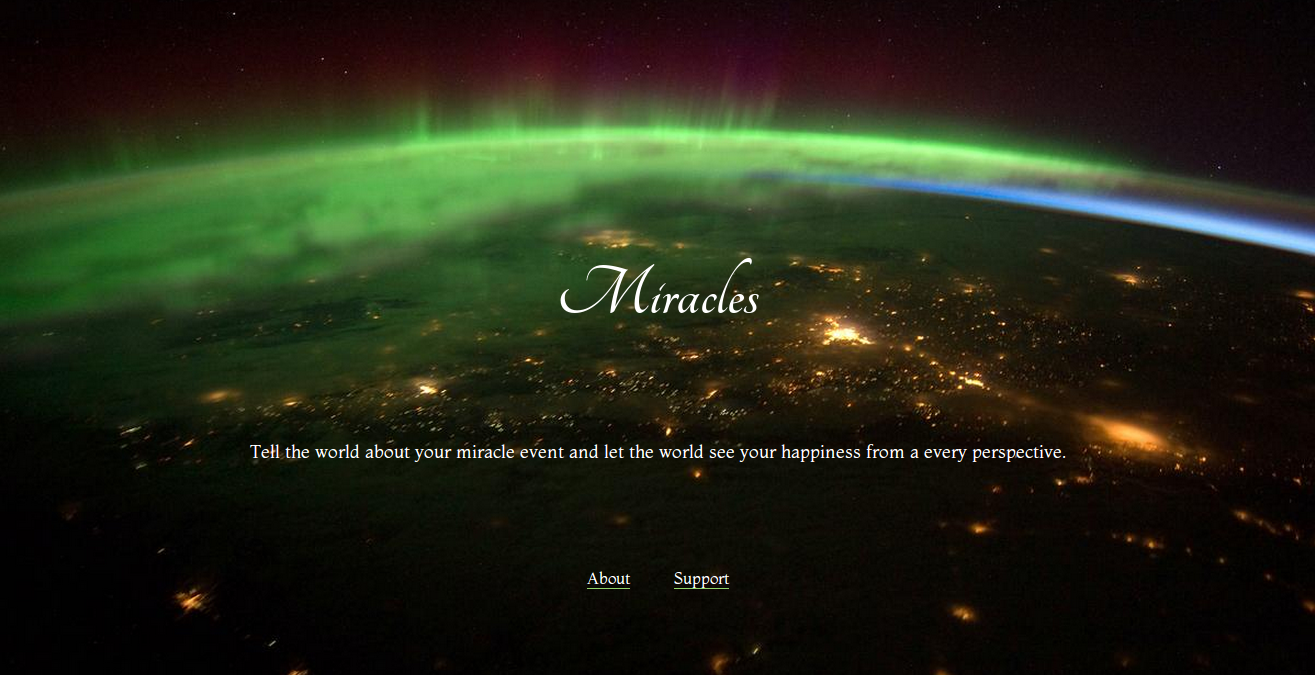 Miracles
Tell the world about your miracle event and let the world see your happiness from a every perspective.
About Support